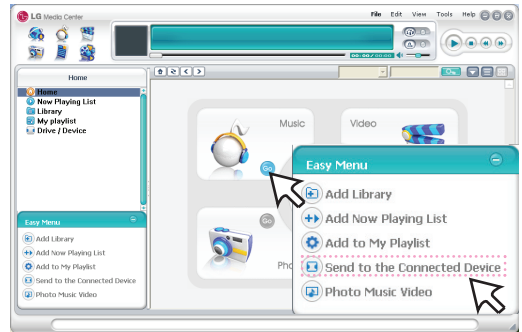 LG Media Center
File Edit View Tools Help
00:00/00:00
Home
Home
Now Playing List
Library
My playlist
Drive / Device
Music
Video
Go
Go
Easy Menu
Add Library
Add Now Playing List
Add to My Playlist
Send to the Connected Device
Photo Music Video
Easy Menu
Add Library
Add Now Playing List
Add to My Playlist
Send to the Connected Device
Photo Music Video